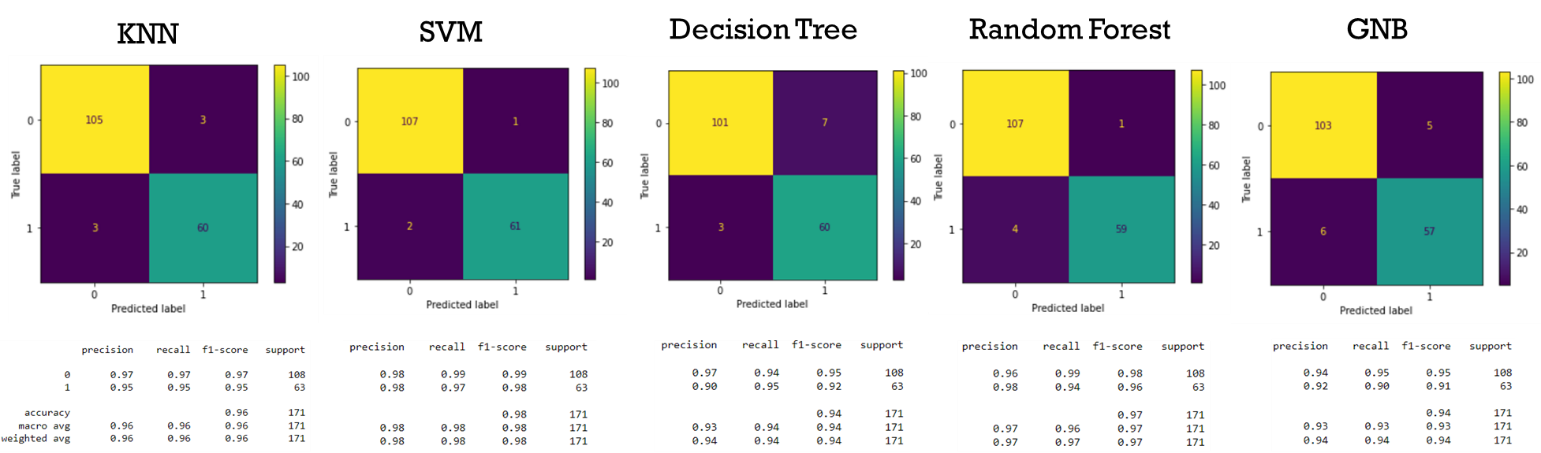 KNN
105 3
3 60
0
1
True label
0 1
Predicted label
100
80
60
40
20
precision recall f1-score support
0 0.97 0.97 0.97 108
1 0.95 0.95 0.95 63
accuracy 0.96 171
macro avg 0.96 0.96 0.96 171
weighted avg 0.96 0.96 0.96 171
SVM
107 1
2 61
0
1
True label
0 1
Predicted label
100
80
60
40
20
precision recall f1-score support
0.98 0.99 0.99 108
0.98 0.97 0.98 63
0.98 171
0.98 0.98 0.98 171
0.98 0.98 0.98 171
Decision Tree
101 7
3 60
0
1
True label
0 1
Predicted label
100
80
60
40
20
precision recall f1-score support
0.97 0.94 0.95 108
0.90 0.95 0.92 63
0.94 171
0.93 0.94 0.94 171
0.94 0.94 0.94 171
Random Forest
107 1
4 59
0
1
True label
0 1
Predicted label
100
80
60
40
20
precision recall f1-score support
0.96 0.99 0.98 108
0.98 0.94 0.96 63
0.97 171
0.97 0.96 0.97 171
0.97 0.97 0.97 171
GNB
103 5
6 57
0
1
True label
0 1
Predicted label
100
80
60
40
20
precision recall f1-score support
0.94 0.95 0.95 108
0.92 0.90 0.91 63
0.94 171
0.93 0.93 0.93 171
0.94 0.94 0.94 171